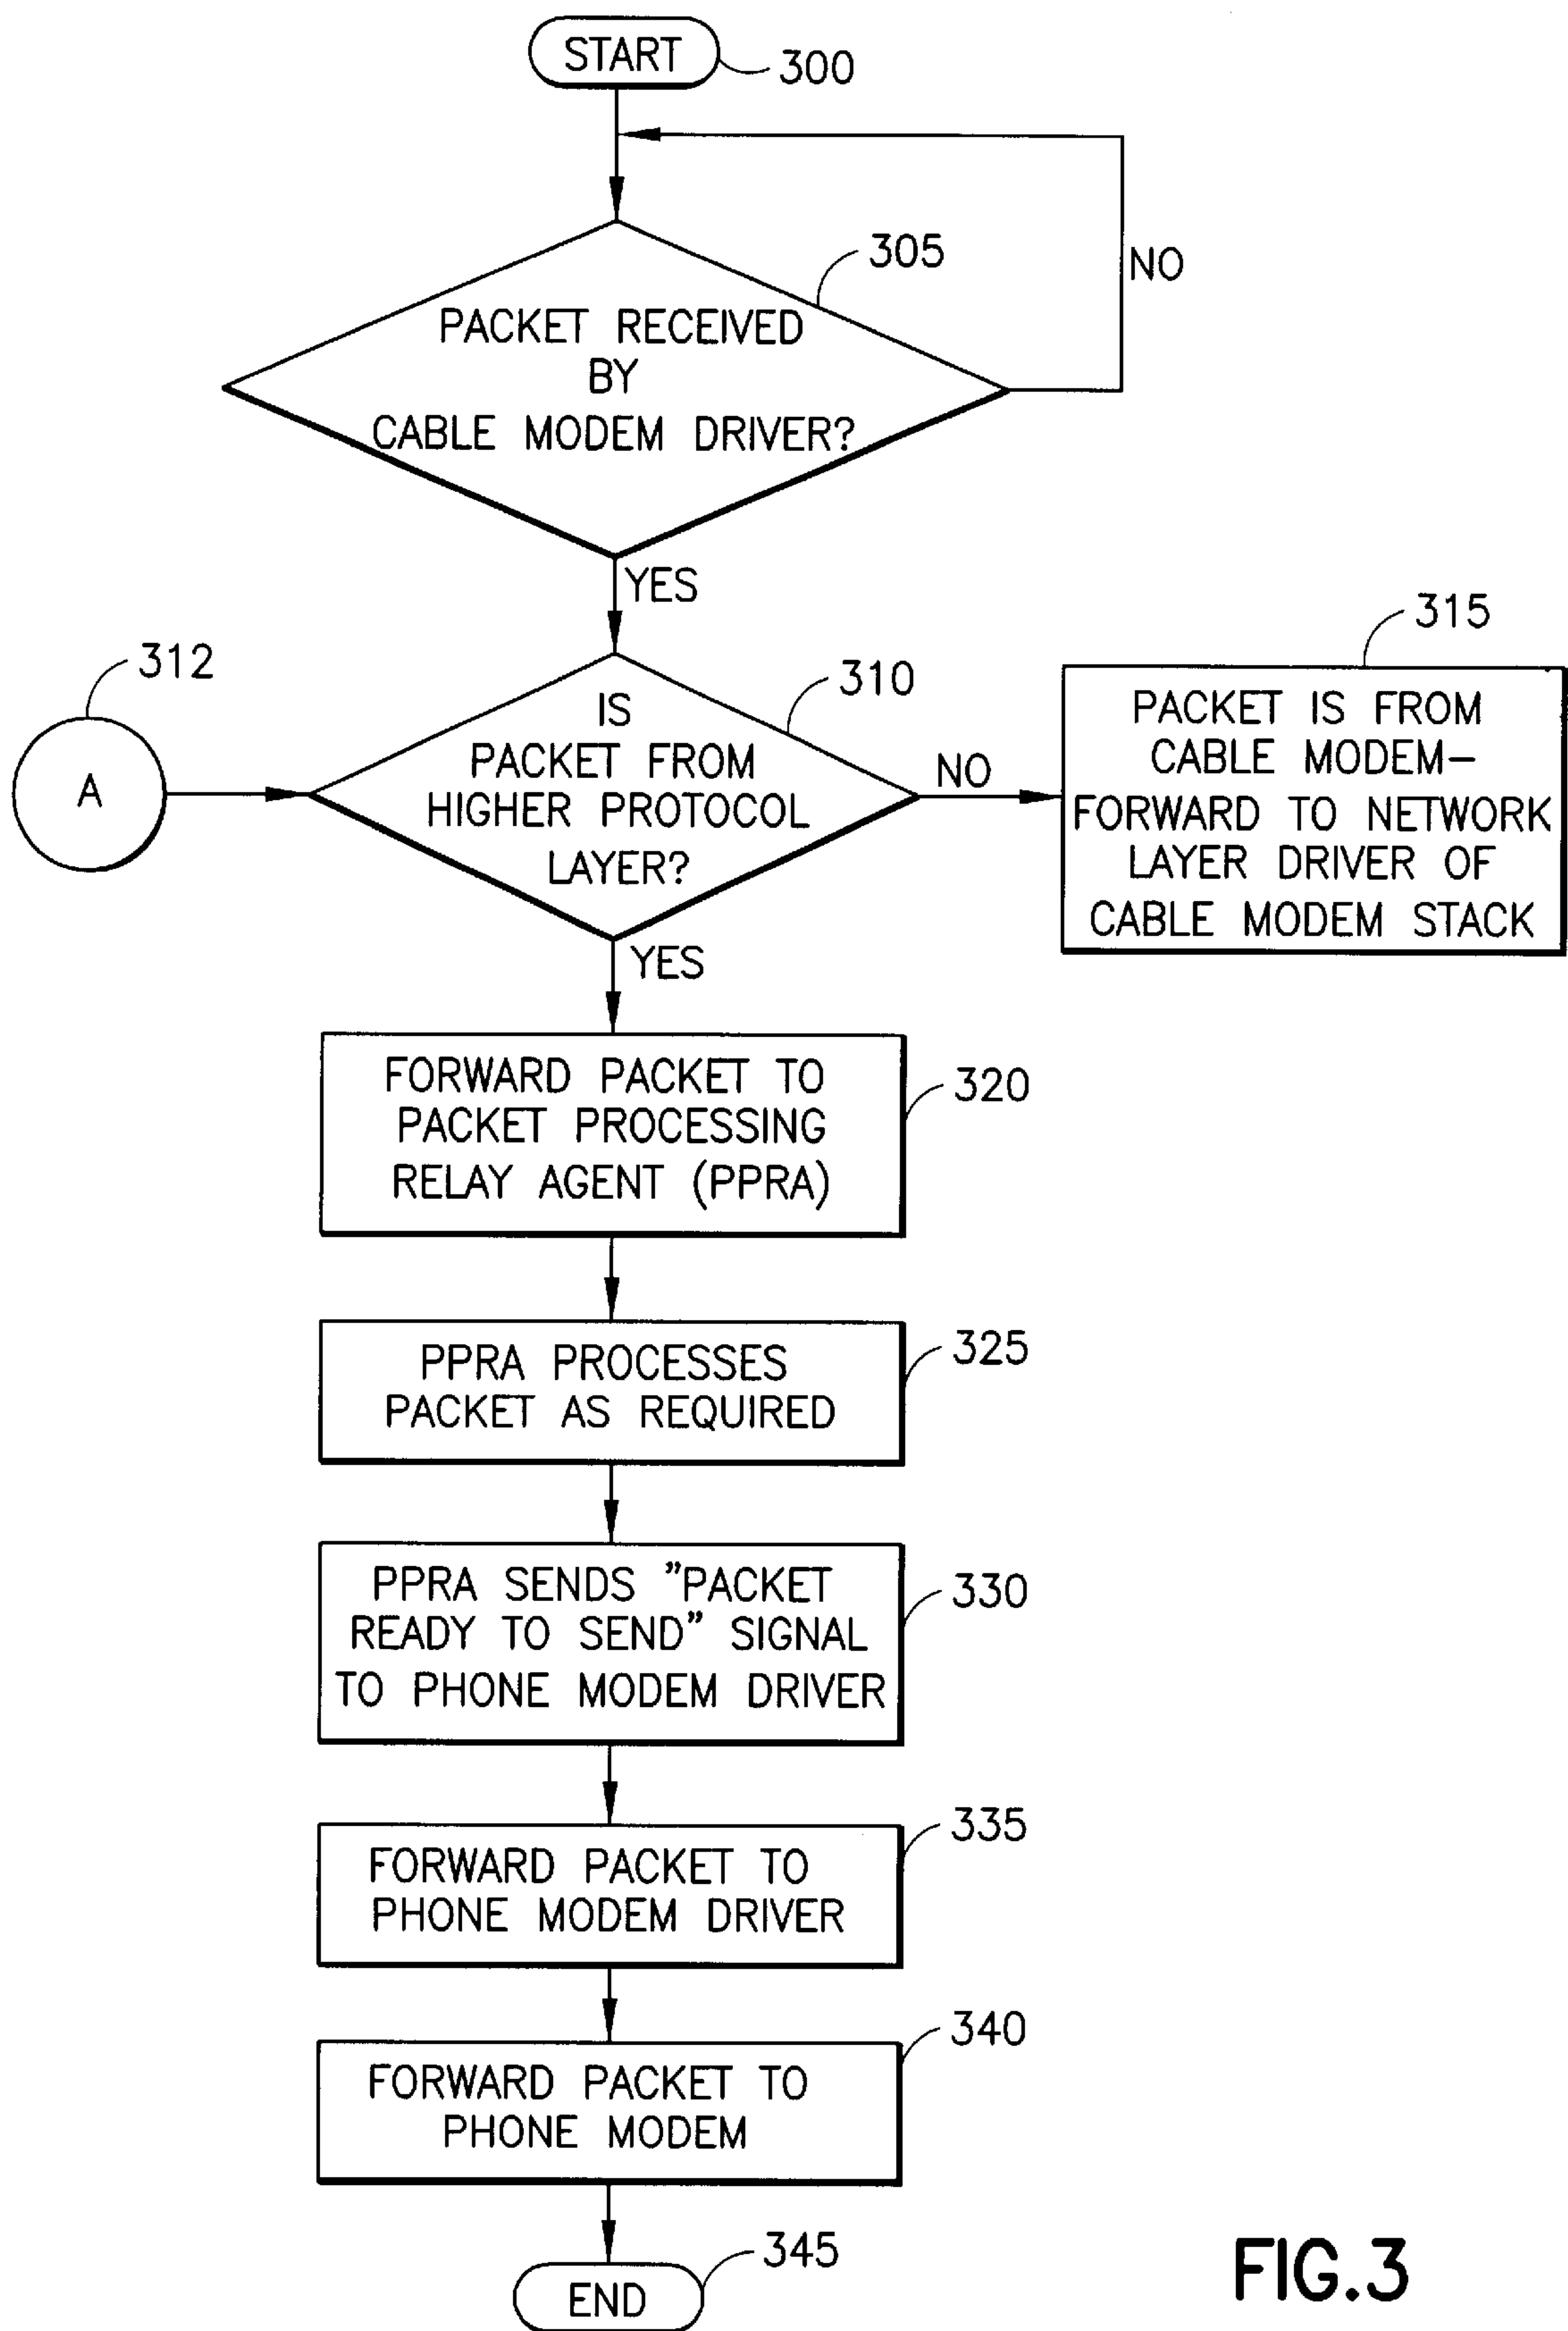 START
300
305
NO
PACKET RECEIVED
BY
CABLE MODEM DRIVER?
YES
312
A
310
IS
PACKET FROM
HIGHER PROTOCOL
LAYER?
NO
315
PACKET IS FROM
CABLE MODEM-
FORWARD TO NETWORK
LAYER DRIVER OF
CABLE MODEM STACK
YES
FORWARD PACKET TO
PACKET PROCESSING
RELAY AGENT (PPRA)
320
PPRA PROCESSES
PACKET AS REQUIRED
325
PPRA SENDS "PACKET
READY TO SEND" SIGNAL
TO PHONE MODEM DRIVER
330
FORWARD PACKET TO
PHONE MODEM DRIVER
335
FORWARD PACKET TO
PHONE MODEM
340
END
345
FIG.3